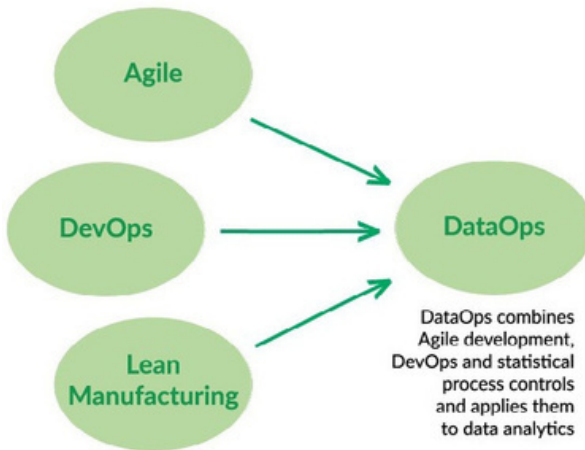 Agile
DevOps
DataOps
Lean
Manufacturing
DataOps combines
Agile development,
DevOps and statistical
process controls
and applies them
to data analytics